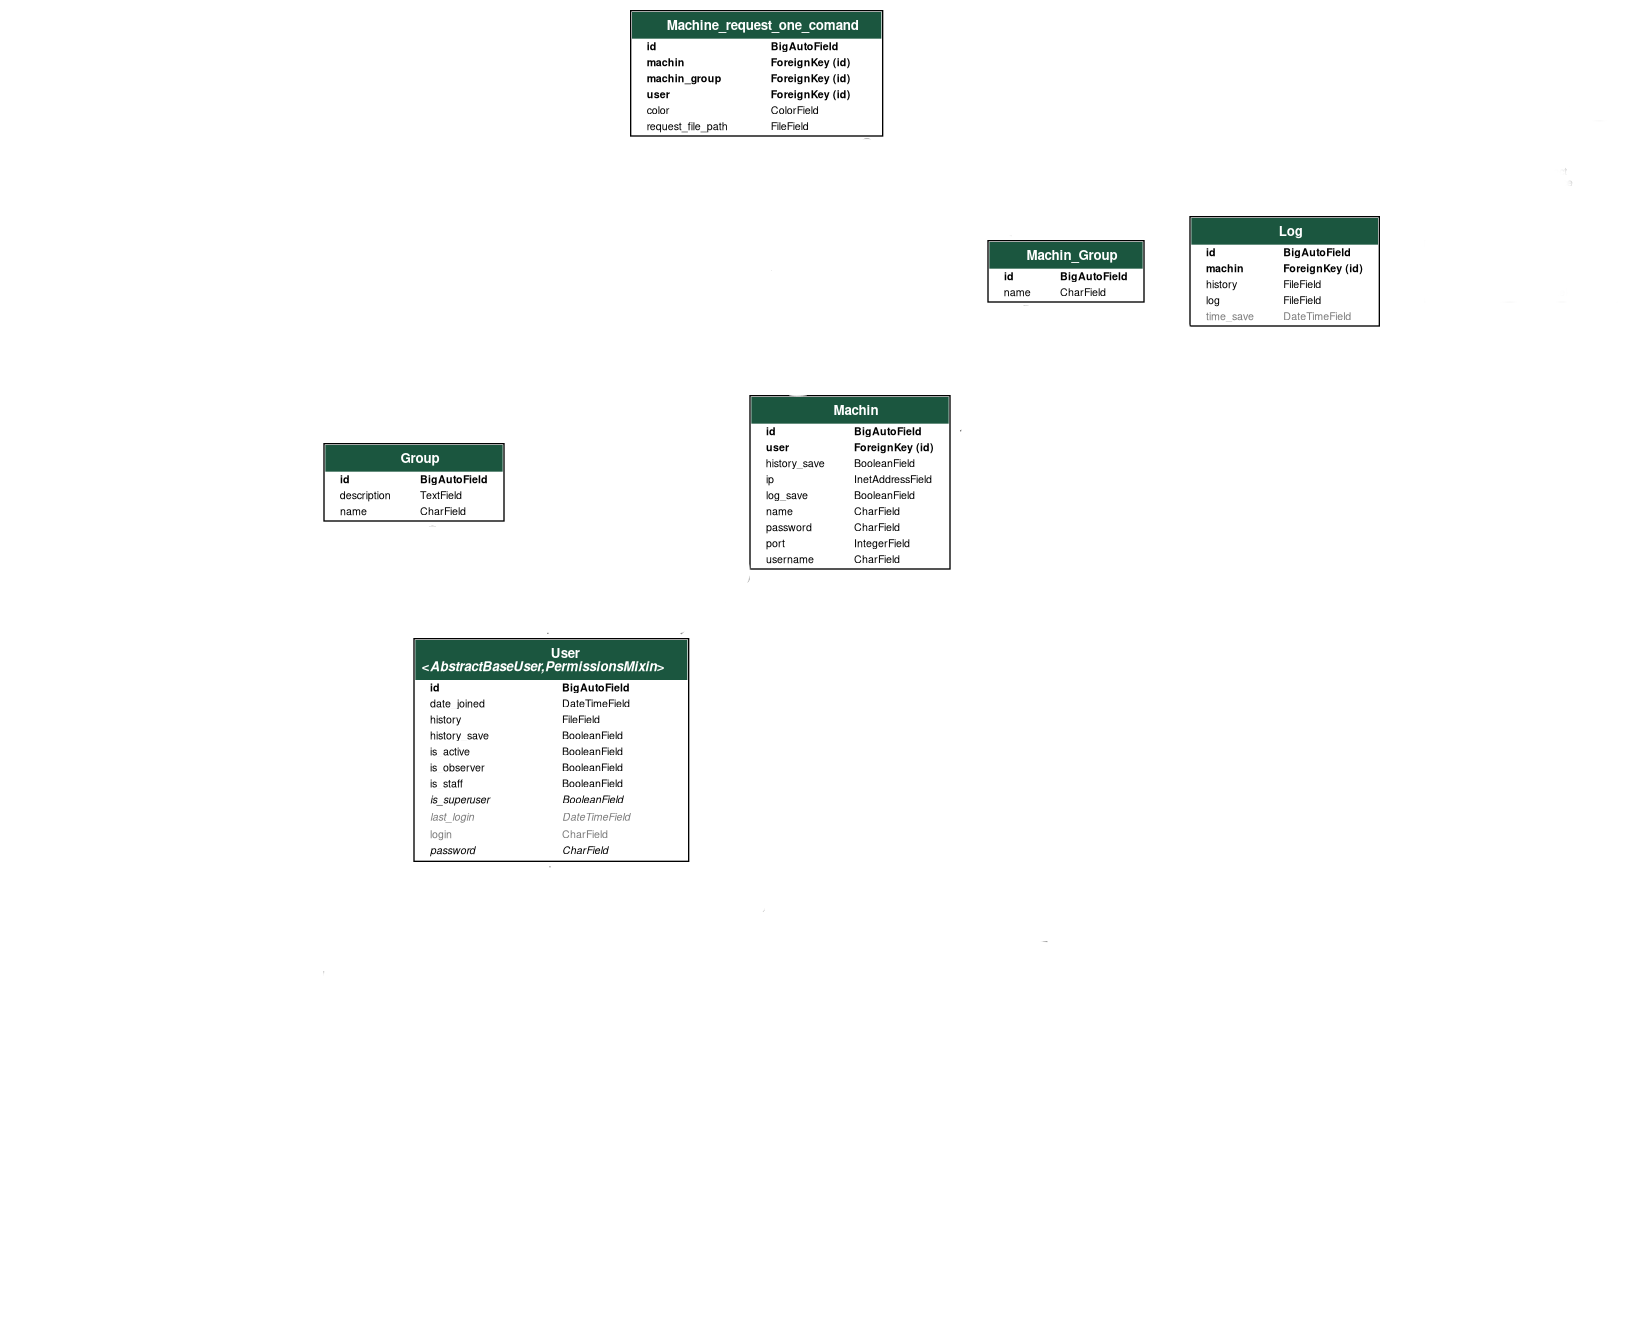 Machine_request_one_comand
id BigAutoField
machin ForeignKey (id)
machin_group ForeignKey (id)
user ForeignKey (id)
color ColorField
request_file_path FileField
Machin_Group
id BigAutoField
name CharField
Log
id BigAutoField
machin ForeignKey (id)
history FileField
log FileField
time_save DateTimeField
Machin
id BigAutoField
user ForeignKey (id)
history_save BooleanField
ip InetAddressField
log_save BooleanField
name CharField
password CharField
port IntegerField
username CharField
Group
id BigAutoField
description TextField
name CharField
User
<AbstractBaseUser,PermissionsMixin>
id BigAutoField
date_joined DateTimeField
history FileField
history_save BooleanField
is_active BooleanField
is_observer BooleanField
is_staff BooleanField
is_superuser BooleanField
last_login DateTimeField
login CharField
password CharField